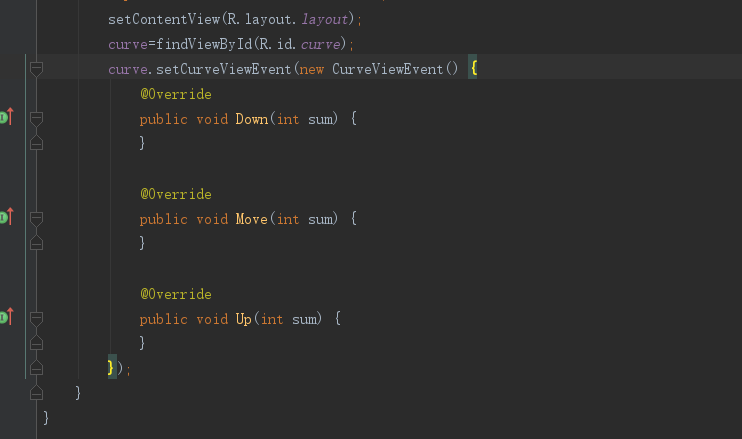 setContentView(R.layout.layout);
curve=findViewById(R.id.curve);
curve.setCurveViewEvent(new CurveViewEvent() {
@Override
public void Down(int sum) {
}
@Override
public void Move(int sum) {
}
@Override
public void Up(int sum) {
}
});
}
}